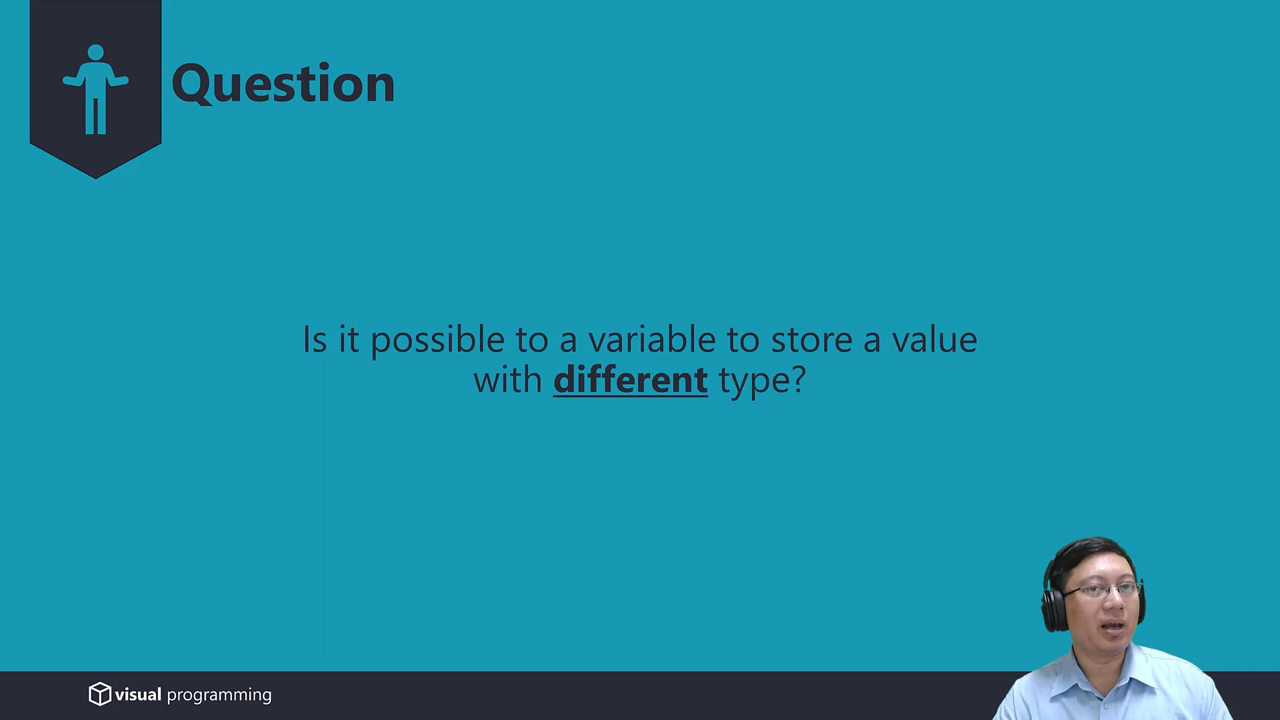 Question
Is it possible to a variable to store a value
with different type?
visual programming